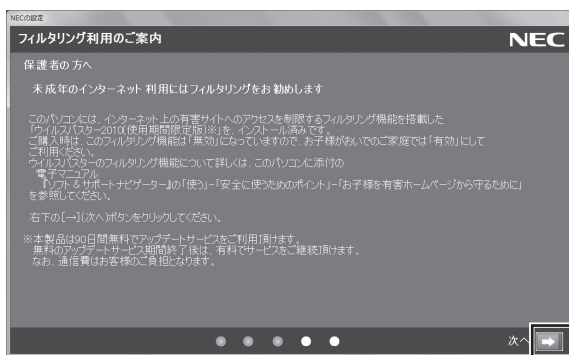 NECの設定
フィルタリング利用のご案内
NEC
保護者の方へ
未成年のインターネット利用にはフィルタリングをお勧めします
このパソコンには、インターネット上の有害サイトへのアクセスを制限するフィルタリング機能を搭載した
「ウイルスバスター2010(使用期間限定版)※」を、インストール済みです。
ご購入時は、このフィルタリング機能は「無効」になっていますので、お子様がおいでのご家庭では「有効」にして
ご利用ください。
ウイルスバスターのフィルタリング機能について詳しくは、このパソコンに添付の
電子マニュアル
『ソフト＆サポートナビゲーター』の「使う」-「安全に使うためのポイント」-「お子様を有害ホームページから守るために」
を参照してください。
右下の[→](次へ)ボタンをクリックしてください。
※本製品は90日間無料でアップデートサービスをご利用頂けます。
無料のアップデートサービス期間終了後は、有料でサービスをご継続頂けます。
なお、通信費はお客様のご負担となります。
次へ